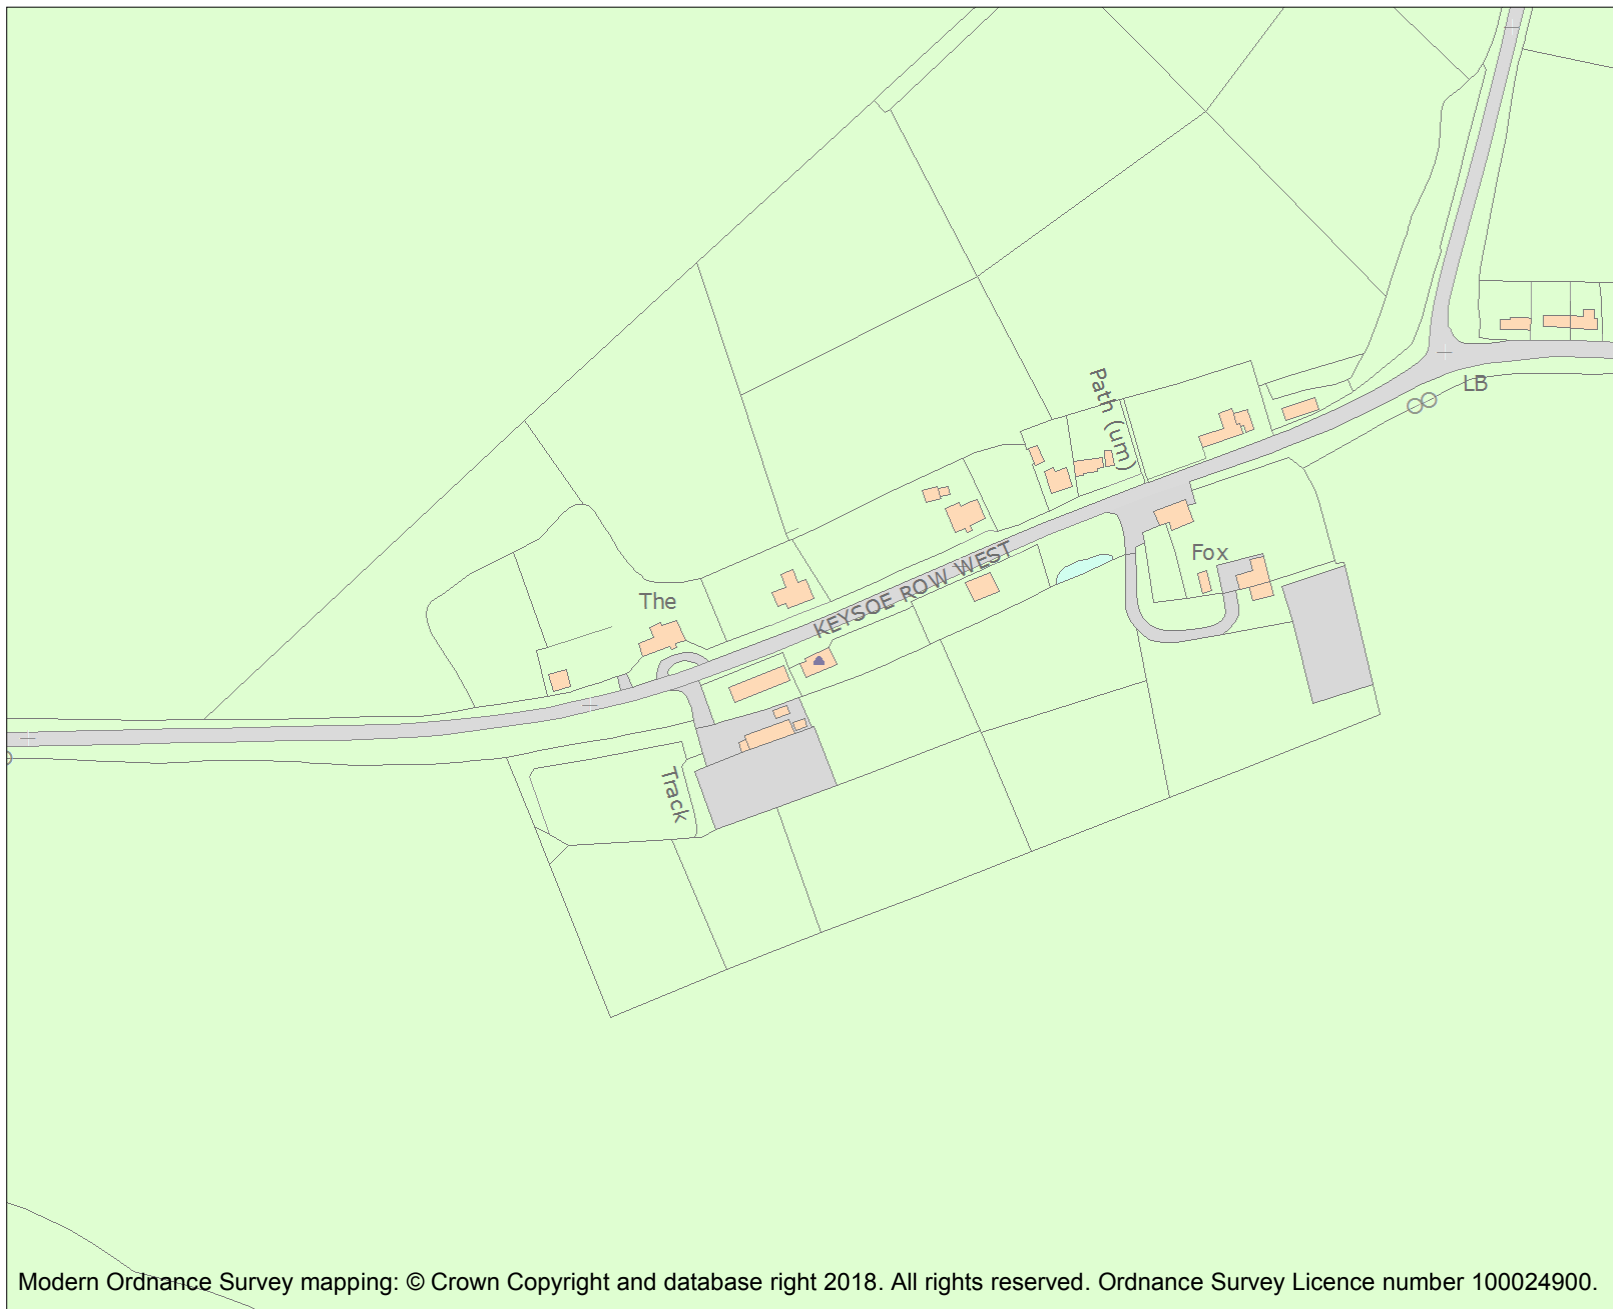 LB
Path (um)
Fox
KEYSOE ROW WEST
The
Track
Modern Ordnance Survey mapping: © Crown Copyright and database right 2018. All rights reserved. Ordnance Survey Licence number 100024900.